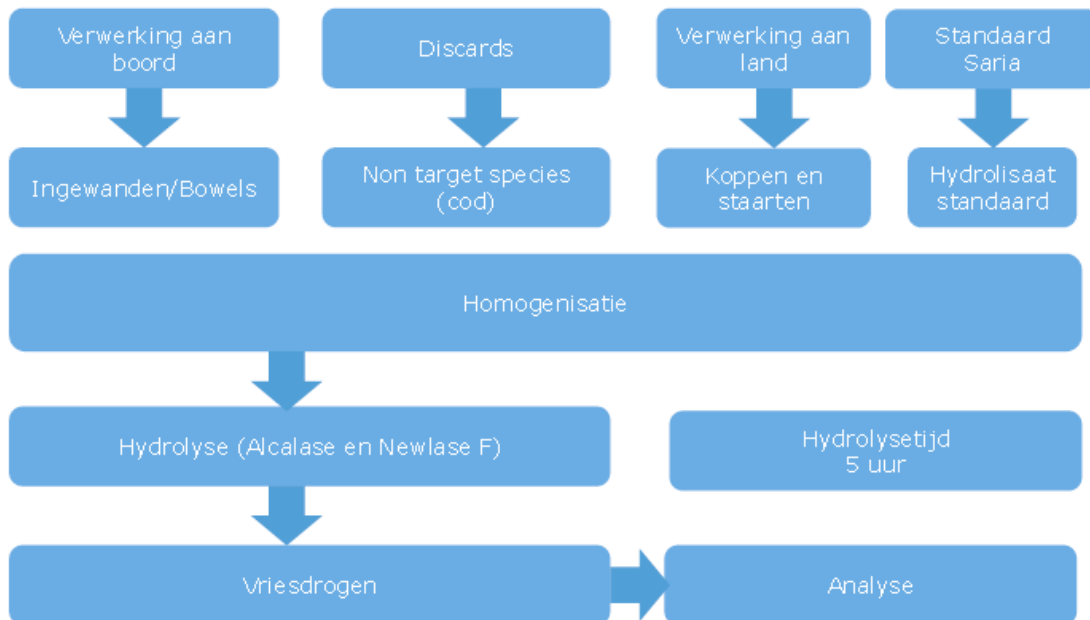 Verwerking aan
boord
Discards
Verwerking aan
land
Standaard
Saria
Ingewanden/Bowels
Non target species
(cod)
Koppen en
staarten
Hydrolisaat
standaard
Homogenisatie
Hydrolyse (Alcalase en Newlase F)
Hydrolysetijd
5 uur
Vriesdrogen
Analyse